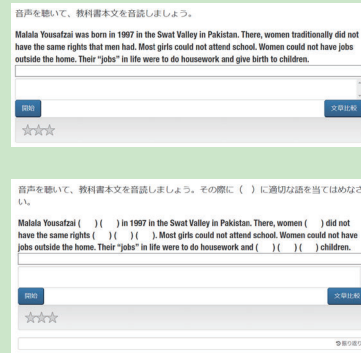 音声を聴いて、教科書本文を音読しましょう。
Malala Yousafzai was born in 1997 in the Swat Valley in Pakistan. There, women traditionally did not
have the same rights that men had. Most girls could not attend school. Women could not have jobs
outside the home. Their “jobs” in life were to do housework and give birth to children.
開始 文章比較
音声を聴いて、教科書本文を音読しましょう。その際に（ ）に適切な語を当てはめなさ
い。
Malala Yousafzai ( ) ( ) in 1997 in the Swat Valley in Pakistan. There, women ( ) did not
have the same rights ( ) ( ) ( ). Most girls could not attend school. Women could not have
jobs outside the home. Their “jobs” in life were to do housework and ( ) ( ) ( ) children.
開始 文章比較
振り返り